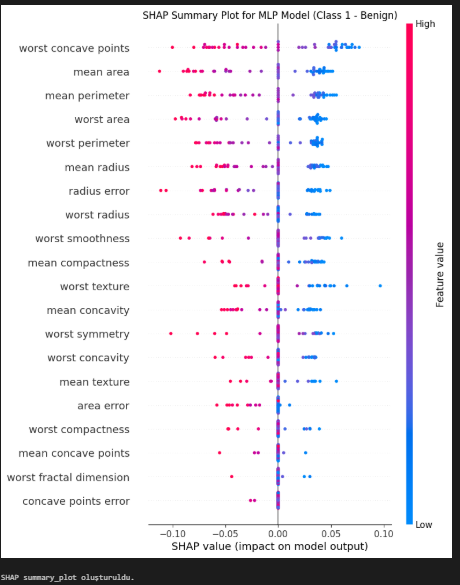 SHAP Summary Plot for MLP Model (Class 1 - Benign)
High
worst concave points
mean area
mean perimeter
worst area
worst perimeter
mean radius
radius error
worst radius
worst smoothness
mean compactness
worst texture
mean concavity
worst symmetry
worst concavity
mean texture
area error
worst compactness
mean concave points
worst fractal dimension
concave points error
Feature value
Low
−0.10 −0.05 0.00 0.05 0.10
SHAP value (impact on model output)
SHAP summary_plot oluşturuldu.